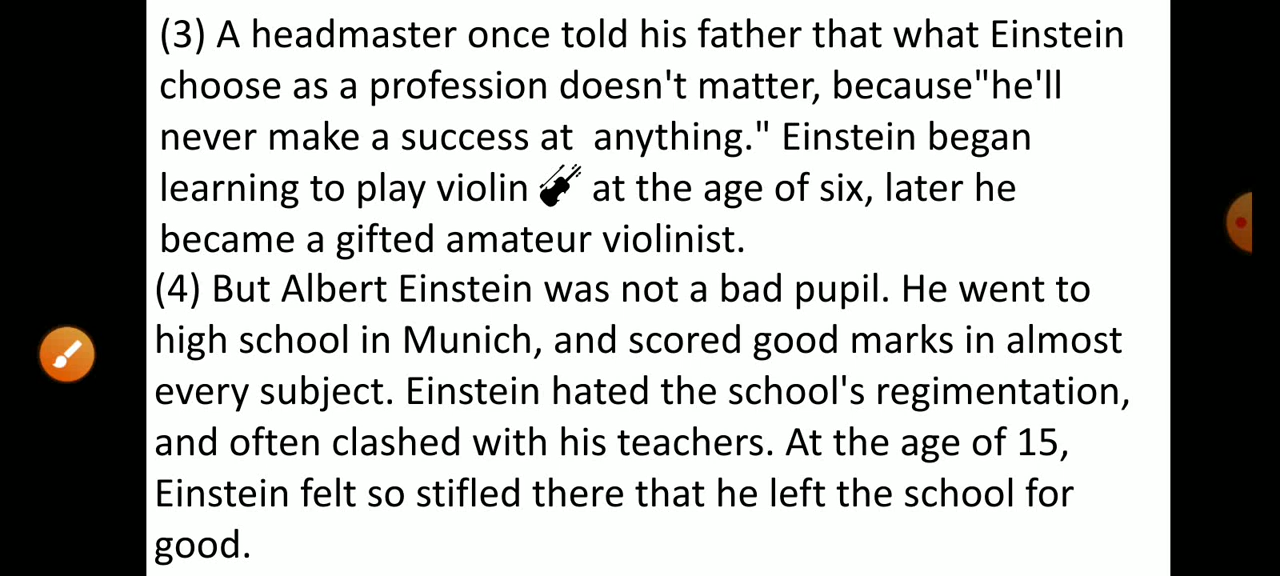 (3) A headmaster once told his father that what Einstein
choose as a profession doesn't matter, because"he'll
never make a success at  anything." Einstein began
learning to play violin 🎻 at the age of six, later he
became a gifted amateur violinist.
(4) But Albert Einstein was not a bad pupil. He went to
high school in Munich, and scored good marks in almost
every subject. Einstein hated the school's regimentation,
and often clashed with his teachers. At the age of 15,
Einstein felt so stifled there that he left the school for
good.